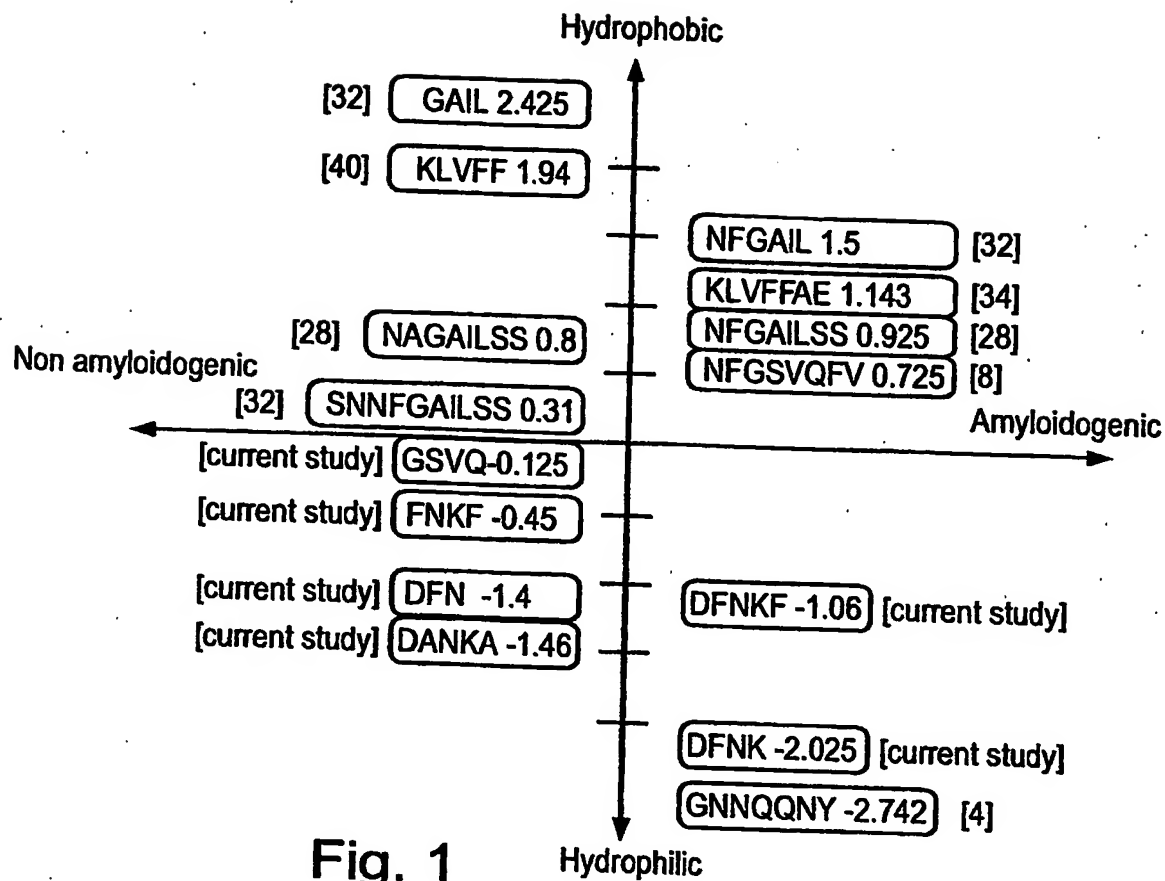 Hydrophobic
[32] GAIL 2.425
[40] KLVFF 1.94
NFGAIL 1.5 [32]
KLVFFAE 1.143 [34]
[28] NAGAILSS 0.8
NFGAILSS 0.925 [28]
NFGSVQFV 0.725 [8]
Non amyloidogenic
[32] SNNFGAILSS 0.31
Amyloidogenic
[current study] GSVQ-0.125
[current study] FNKF -0.45
[current study] DFN -1.4
DFNKF -1.06 [current study]
[current study] DANKA -1.46
DFNK -2.025 [current study]
GNNQQNY -2.742 [4]
Fig. 1
Hydrophilic